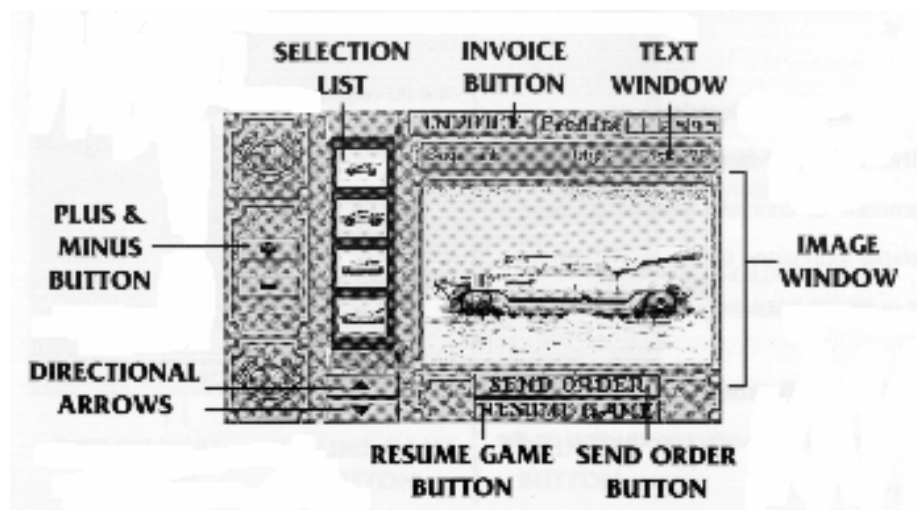 SELECTION
LIST
INVOICE
BUTTON
TEXT
WINDOW
INVOICE
PLUS &
MINUS
BUTTON
IMAGE
WINDOW
DIRECTIONAL
ARROWS
SEND ORDER
RESUME GAME
RESUME GAME
BUTTON
SEND ORDER
BUTTON